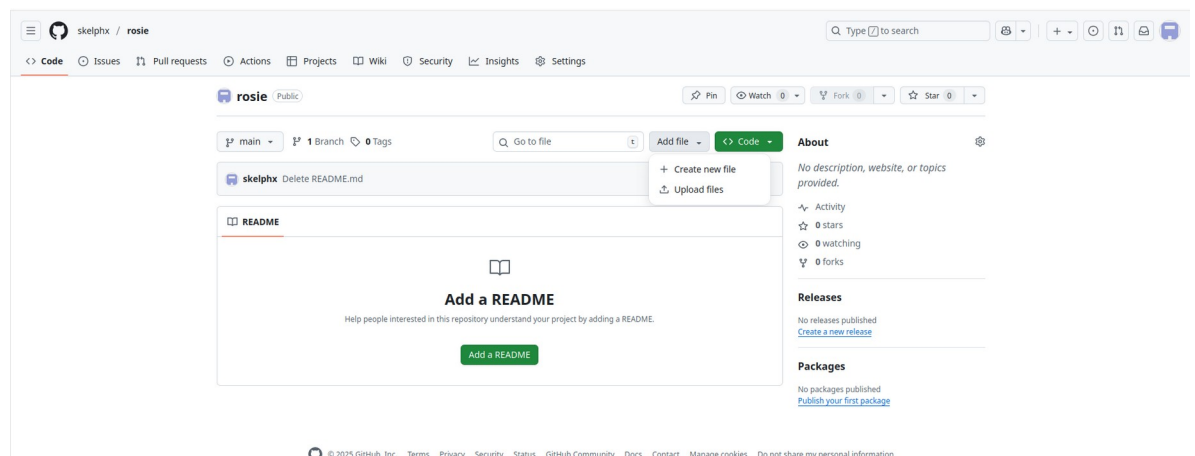 skelphx / rosie
Type / to search
Code Issues Pull requests Actions Projects Wiki Security Insights Settings
rosie Public
Pin Watch 0 Fork 0 Star 0
main 1 Branch 0 Tags Go to file t Add file Code
Create new file
Upload files
skelphx Delete README.md
README
Add a README
Help people interested in this repository understand your project by adding a README.
Add a README
About
No description, website, or topics
provided.
Activity
0 stars
0 watching
0 forks
Releases
No releases published
Create a new release
Packages
No packages published
Publish your first package
© 2025 GitHub, Inc. Terms Privacy Security Status GitHub Community Docs Contact Manage cookies Do not share my personal information